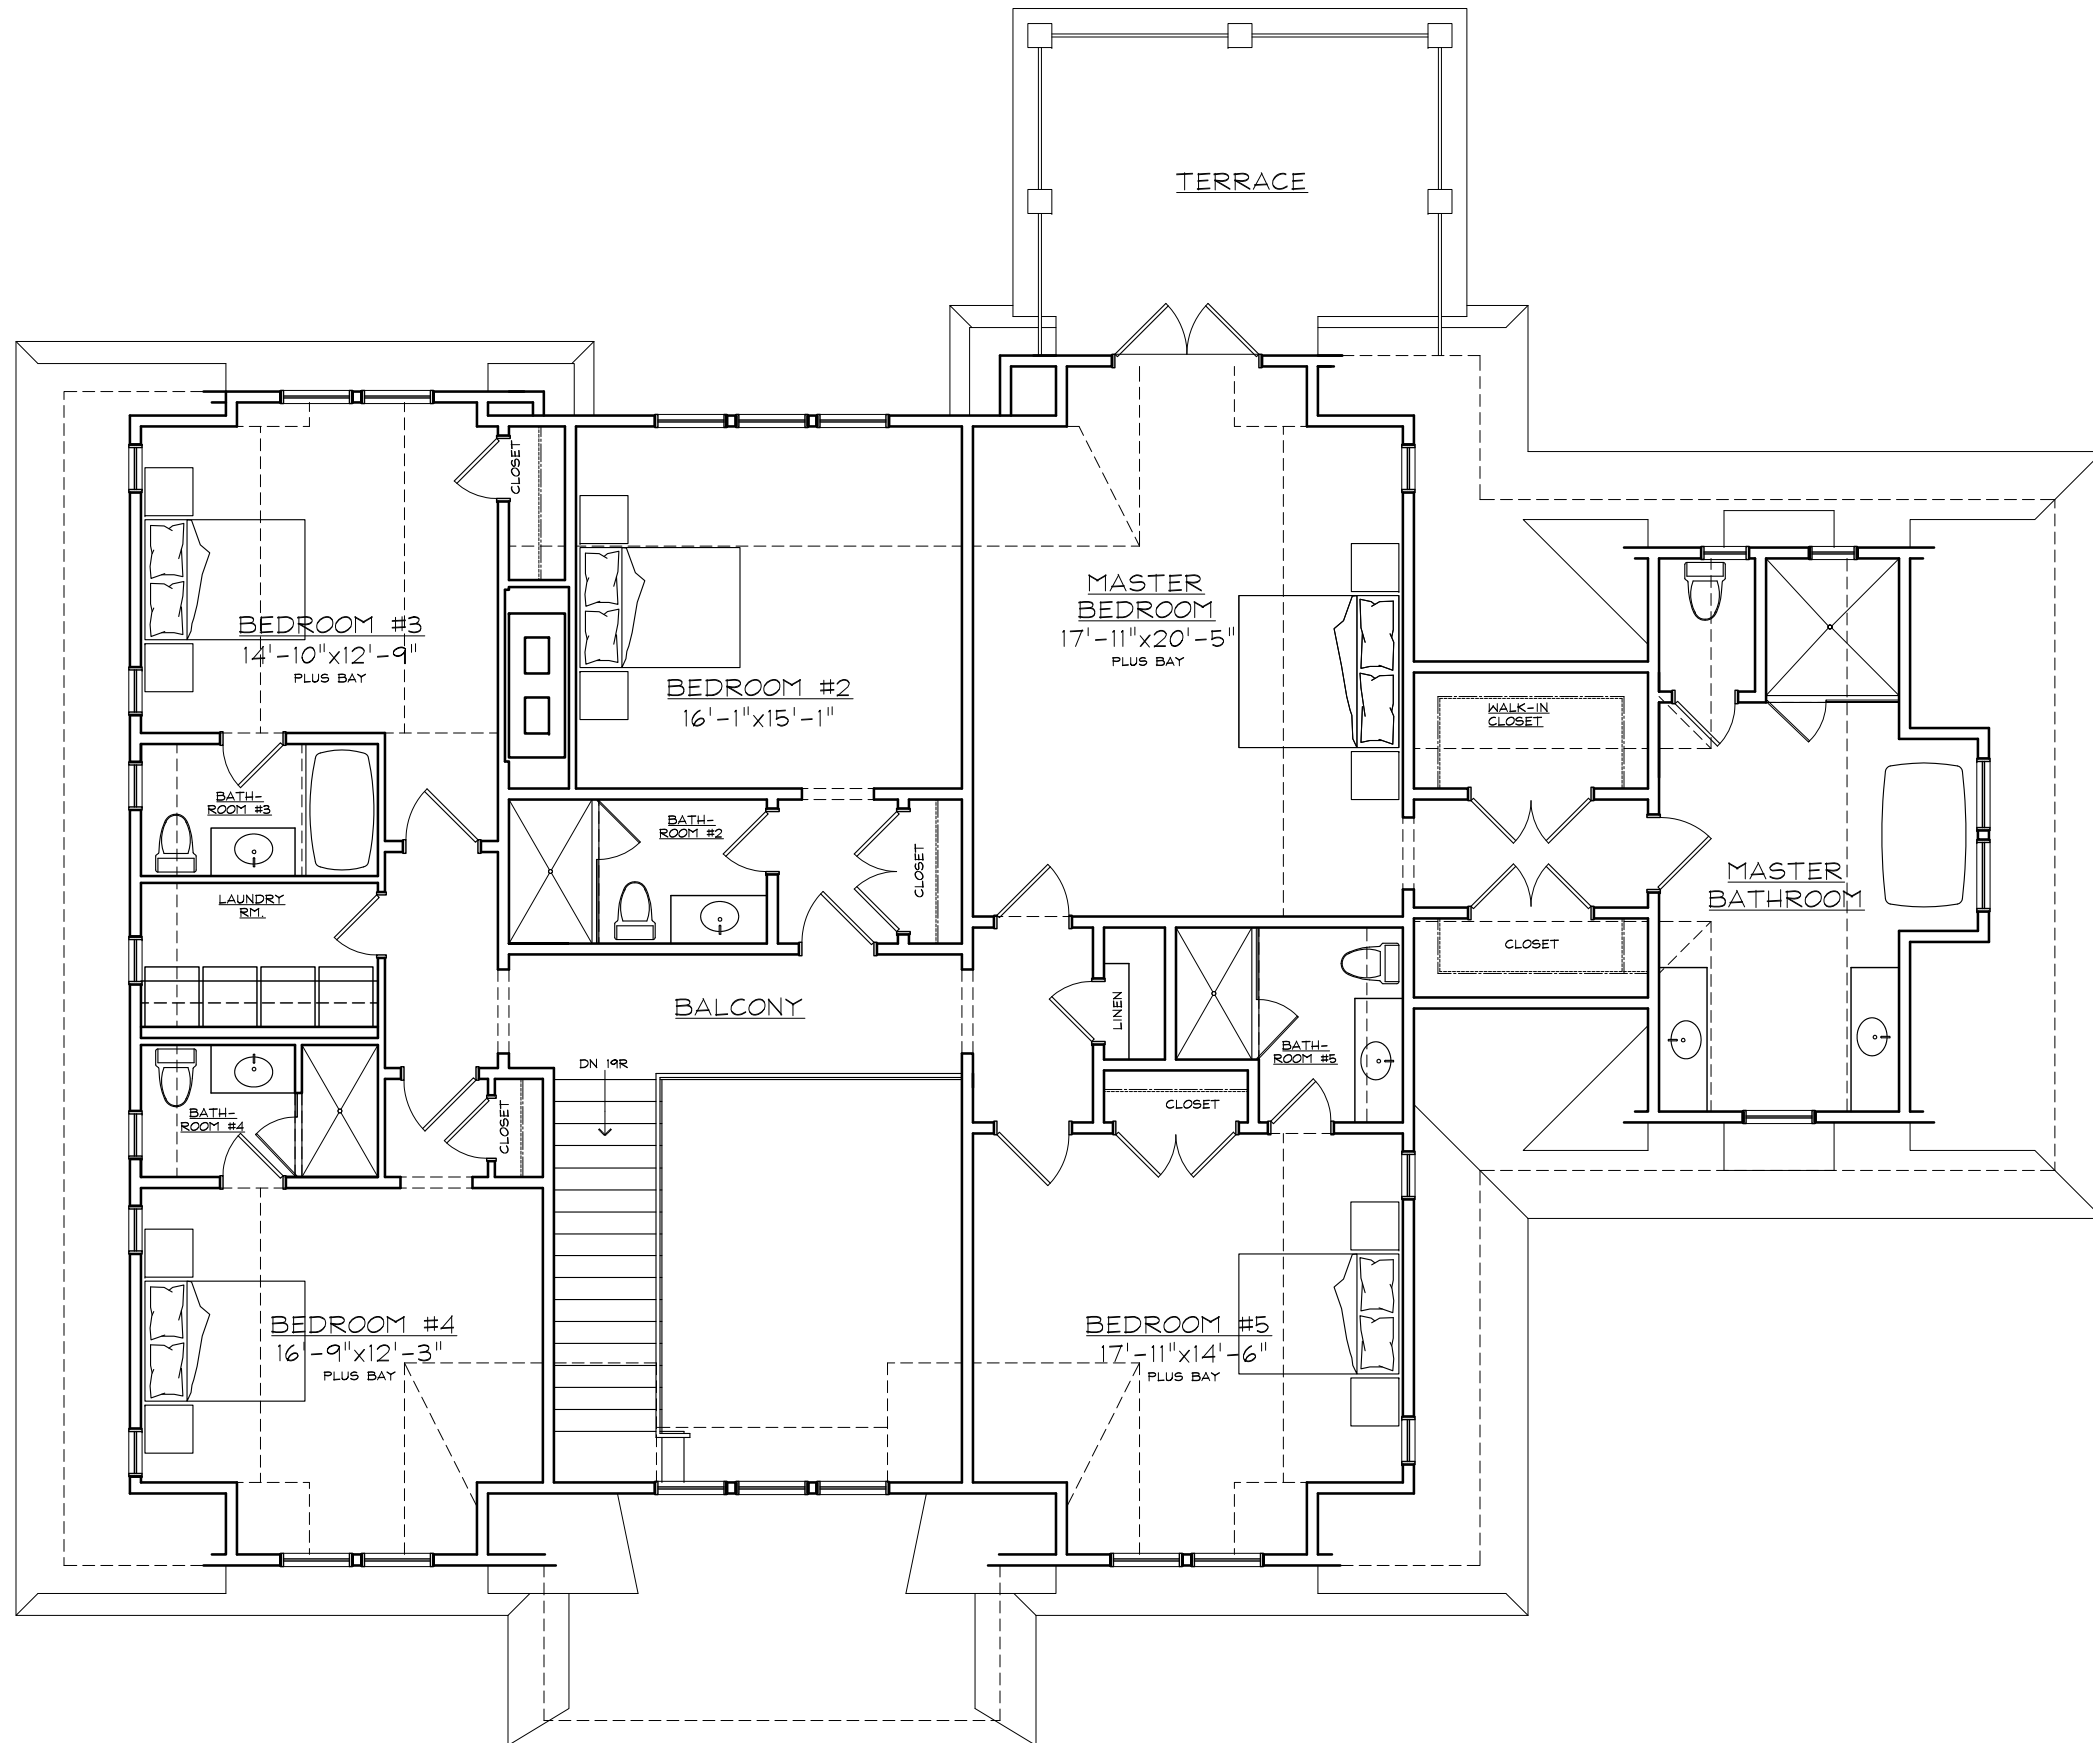 TERRACE
CLOSET
MASTER
BEDROOM
17'-11"x20'-5"
PLUS BAY
BEDROOM #3
14'-10"x12'-9"
PLUS BAY
BEDROOM #2
16'-1"x15'-1"
WALK-IN
CLOSET
BATH-
ROOM #3
BATH-
ROOM #2
CLOSET
MASTER
BATHROOM
LAUNDRY
RM.
CLOSET
BALCONY
LINEN
BATH-
ROOM #5
DN 19R
CLOSET
BATH-
ROOM #4
CLOSET
BEDROOM #4
16'-9"x12'-3"
PLUS BAY
BEDROOM #5
17'-11"x14'-6"
PLUS BAY